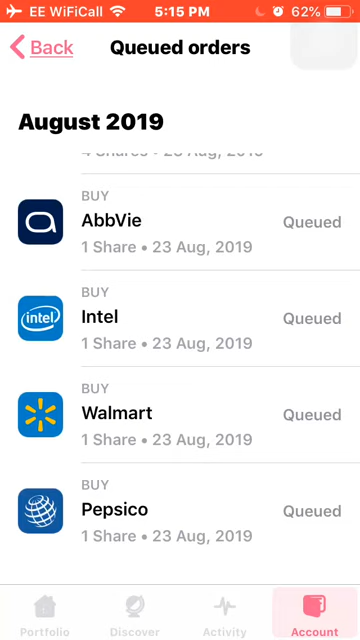 EE WiFiCall 5:15 PM 62%
Back Queued orders
August 2019
4 Shares • 23 Aug, 2019
BUY
AbbVie
Queued
1 Share • 23 Aug, 2019
intel
BUY
Intel
Queued
1 Share • 23 Aug, 2019
BUY
Walmart
Queued
1 Share • 23 Aug, 2019
BUY
Pepsico
Queued
1 Share • 23 Aug, 2019
Portfolio Discover Activity Account